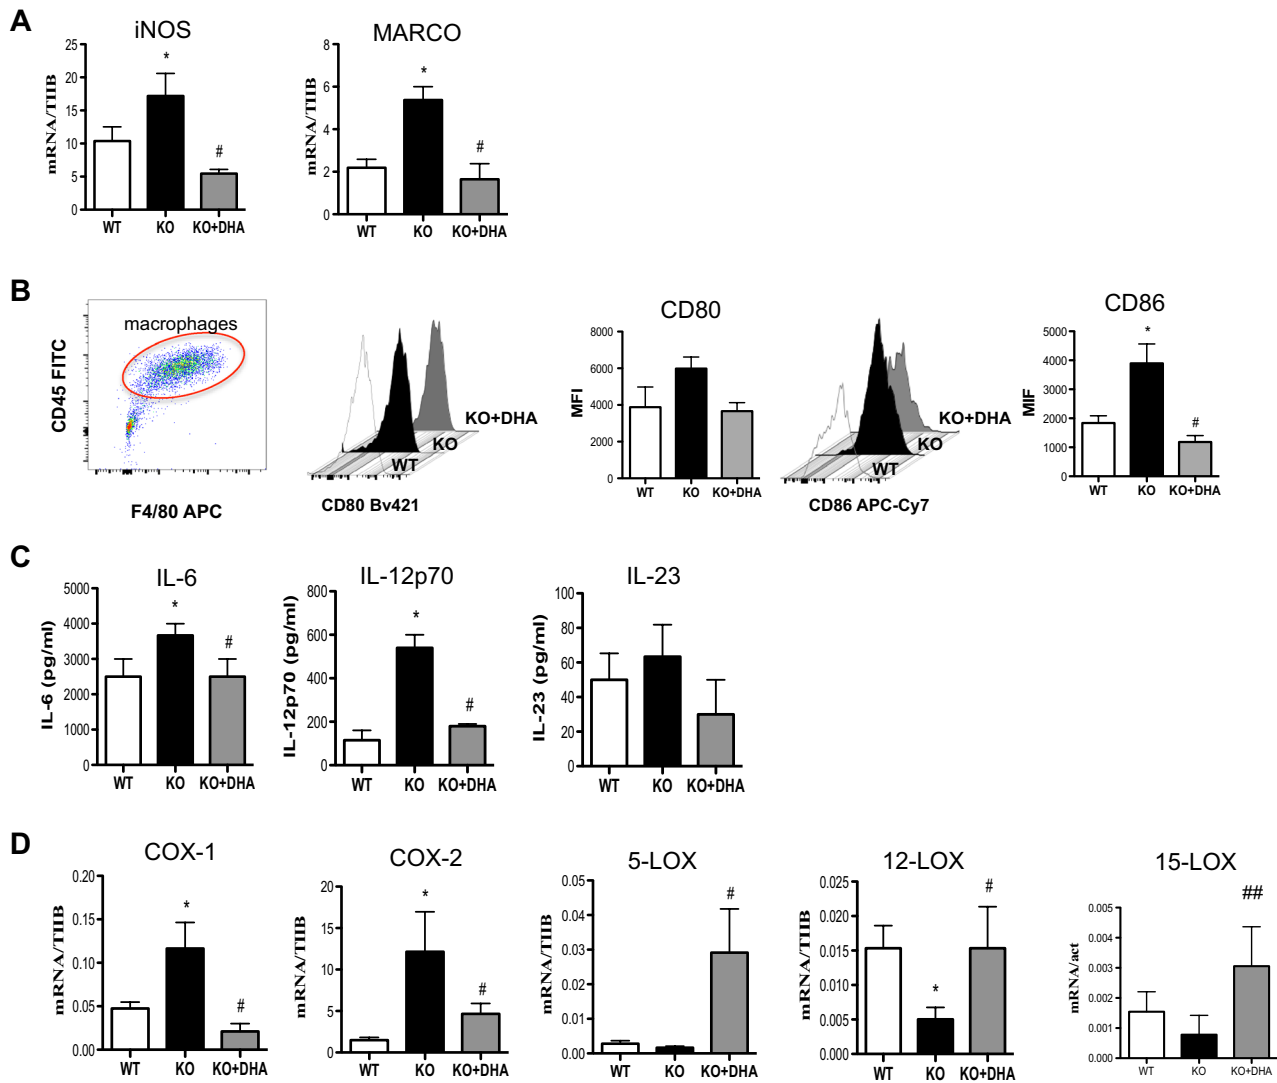 A
iNOS
mRNA/TIIB
25
20
15
10
5
0
*
#
WT KO KO+DHA
MARCO
mRNA/TIIB
8
6
4
2
0
*
#
WT KO KO+DHA
B
macrophages
CD45 FITC
F4/80 APC
KO+DHA
KO
WT
CD80 Bv421
CD80
MFI
8000
6000
4000
2000
0
WT KO KO+DHA
KO+DHA
KO
WT
CD86 APC-Cy7
CD86
MIF
5000
4000
3000
2000
1000
0
*
#
WT KO KO+DHA
C
IL-6
IL-6 (pg/ml)
5000
4000
3000
2000
1000
0
*
#
WT KO KO+DHA
IL-12p70
IL-12p70 (pg/ml)
800
600
400
200
0
*
#
WT KO KO+DHA
IL-23
IL-23 (pg/ml)
100
80
60
40
20
0
WT KO KO+DHA
D
COX-1
mRNA/TIIB
0.20
0.15
0.10
0.05
0.00
*
#
WT KO KO+DHA
COX-2
mRNA/TIIB
20
15
10
5
0
*
#
WT KO KO+DHA
5-LOX
mRNA/TIIB
0.05
0.04
0.03
0.02
0.01
0.00
#
WT KO KO+DHA
12-LOX
mRNA/TIIB
0.025
0.020
0.015
0.010
0.005
0.000
*
#
WT KO KO+DHA
15-LOX
mRNA/act
0.005
0.004
0.003
0.002
0.001
0.000
##
WT KO KO+DHA